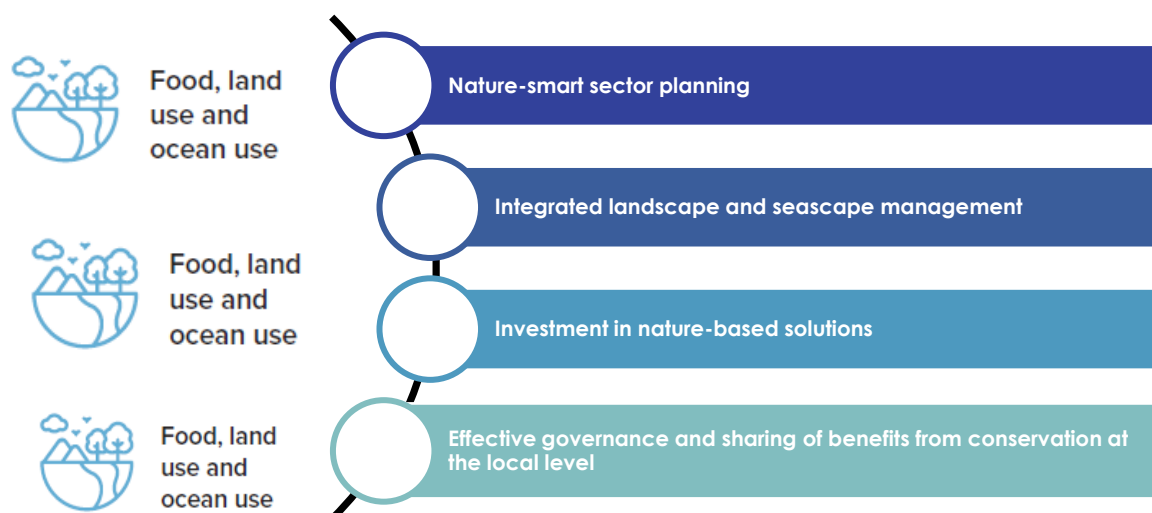 Food, land
use and
ocean use
Nature-smart sector planning
Integrated landscape and seascape management
Food, land
use and
ocean use
Investment in nature-based solutions
Food, land
use and
ocean use
Effective governance and sharing of benefits from conservation at
the local level